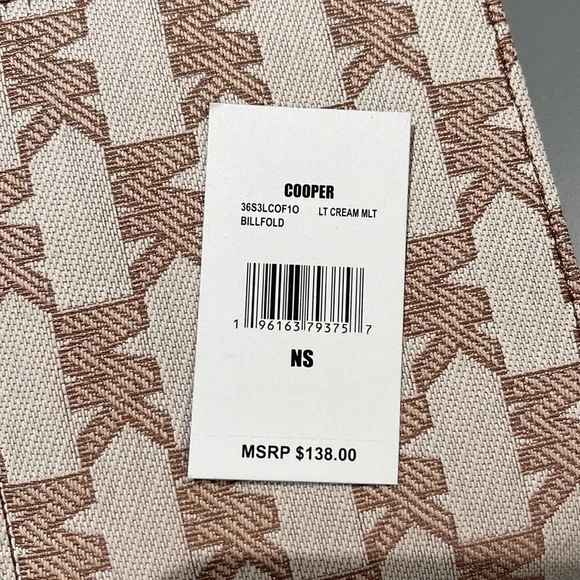 COOPER
36S3LCOF1O LT CREAM MLT
BILLFOLD
1 96163 79375 7
NS
MSRP $138.00